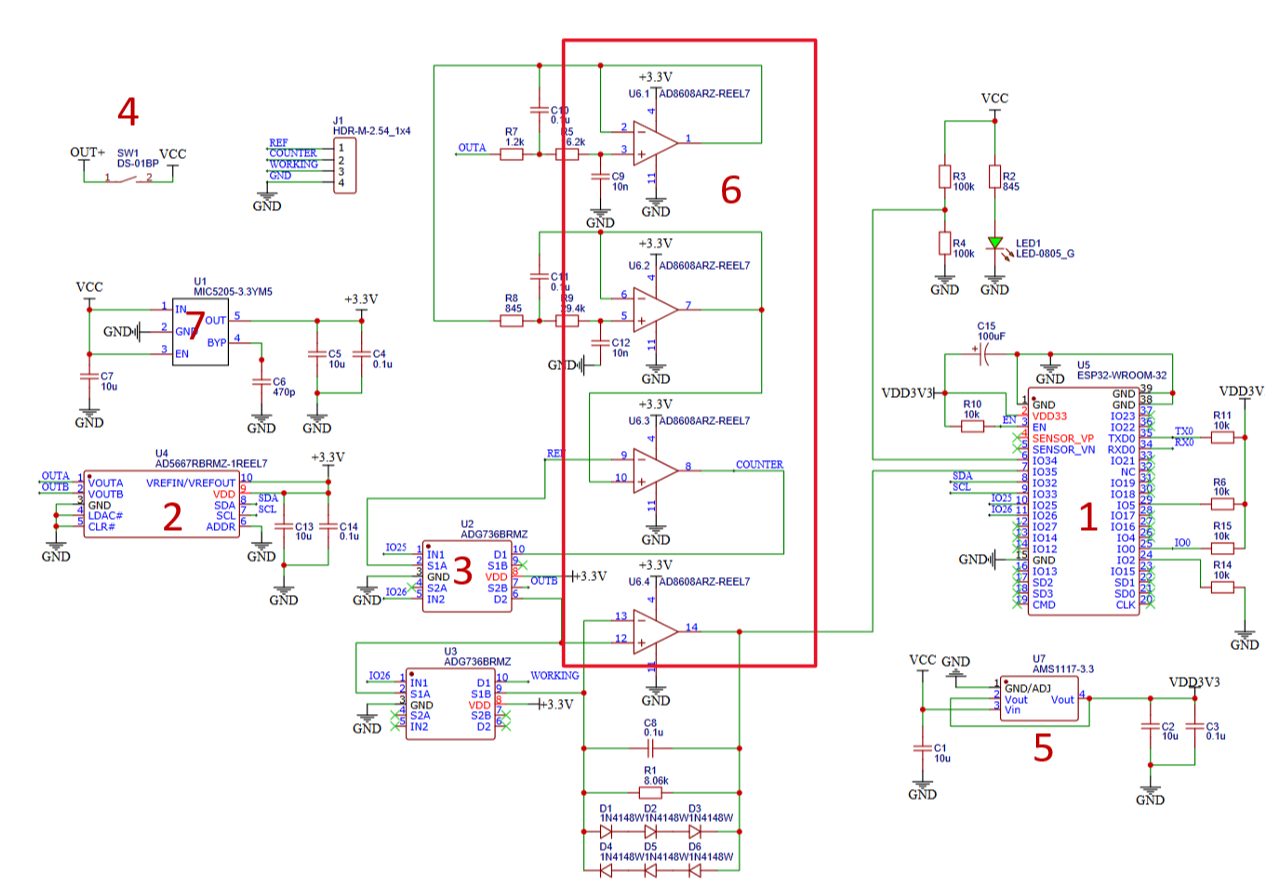 4
OUT+
SW1
DS-01BP
VCC
1
2
J1
HDR-M-2.54_1x4
REF
COUNTER
WORKING
GND
1
2
3
4
GND
U1
MIC5205-3.3YM5
VCC
1
IN
OUT
5
GND
2
GND
7
BYP
4
3
EN
+3.3V
C7
10u
GND
C6
470p
GND
C5
10u
C4
0.1u
GND
U4
AD5667RBRMZ-1REEL7
OUTA
1
VOUTA
OUTB
2
VOUTB
3
GND
4
LDAC#
5
CLR#
2
VREFIN/VREFOUT
10
VDD
9
SDA
8
SDA
SCL
7
SCL
ADDR
6
+3.3V
GND
GND
C13
10u
C14
0.1u
GND
+3.3V
U6.1
AD8608ARZ-REEL7
4
2
3
1
11
GND
C10
R7
1.2k
R5
6.2k
OUTA
C9
10n
GND
6
+3.3V
U6.2
AD8608ARZ-REEL7
4
6
5
7
11
GND
C11
R8
845
R9
C12
10n
GND
+3.3V
U6.3
AD8608ARZ-REEL7
4
REF
9
10
8
COUNTER
11
GND
U2
ADG736BRMZ
IO25
1
IN1
2
S1A
3
GND
4
S2A
IO26
5
IN2
3
D1
10
S1B
9
VDD
8
S2B
7
D2
6
+3.3V
OUTB
GND
+3.3V
U6.4
AD8608ARZ-REEL7
4
13
12
14
11
GND
U3
ADG736BRMZ
IO26
1
IN1
2
S1A
3
GND
4
S2A
5
IN2
D1
10
WORKING
S1B
9
VDD
8
+3.3V
S2B
7
D2
6
GND
C8
0.1u
R1
8.06k
D1
D2
D3
1N4148W
1N4148W
1N4148W
D4
D5
D6
1N4148W
1N4148W
1N4148W
VCC
R3
100k
R2
845
R4
100k
LED1
LED-0805_G
GND
GND
C15
100uF
+
GND
VDD3V3
R10
10k
EN
U5
ESP32-WROOM-32
1
GND
2
VDD33
3
EN
4
SENSOR_VP
5
SENSOR_VN
6
IO34
7
IO35
SDA
8
IO32
SCL
9
IO33
IO25
10
IO25
IO26
11
IO26
12
IO27
13
IO14
14
IO12
GND
15
GND
16
IO13
17
SD2
18
SD3
19
CMD
1
GND
39
GND
38
IO23
37
IO22
36
TXD0
35
TX0
RXD0
34
RX0
IO21
33
NC
32
IO19
31
IO18
30
IO5
29
IO17
28
IO16
27
IO4
26
IO0
25
IO0
IO2
24
IO15
23
SD1
22
SD0
21
CLK
20
VDD3V
R11
10k
R6
10k
R15
10k
R14
10k
GND
VCC
GND
U7
AMS1117-3.3
1
GND/ADJ
2
Vout
3
Vin
Vout
4
VDD3V3
5
C1
10u
GND
C2
10u
C3
0.1u
GND